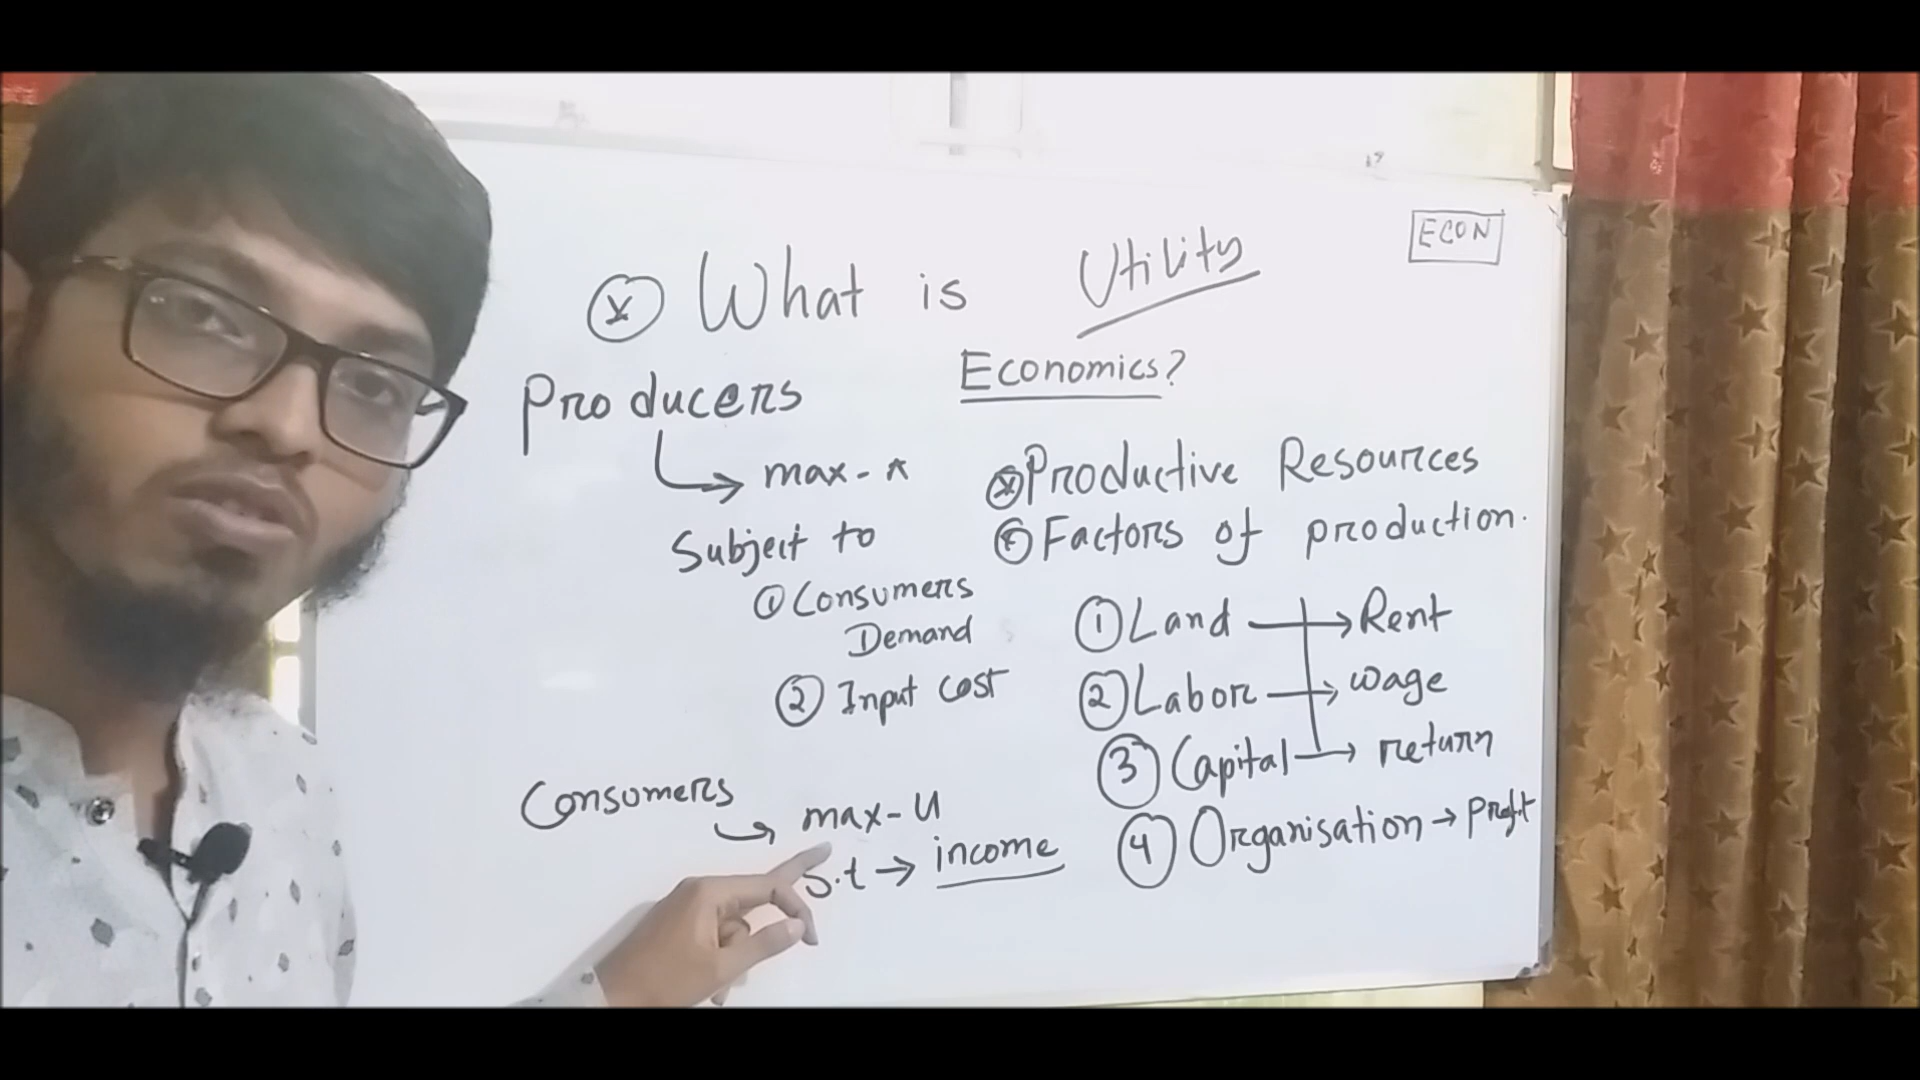 ECON
What is Utility
Economics?
Producers
max-π
Subject to
① Consumers
Demand
② Input cost
Consumers
max-U
S.t → income
Productive Resources
Factors of production.
① Land → Rent
② Labor → wage
③ Capital → return
④ Organisation → Profit